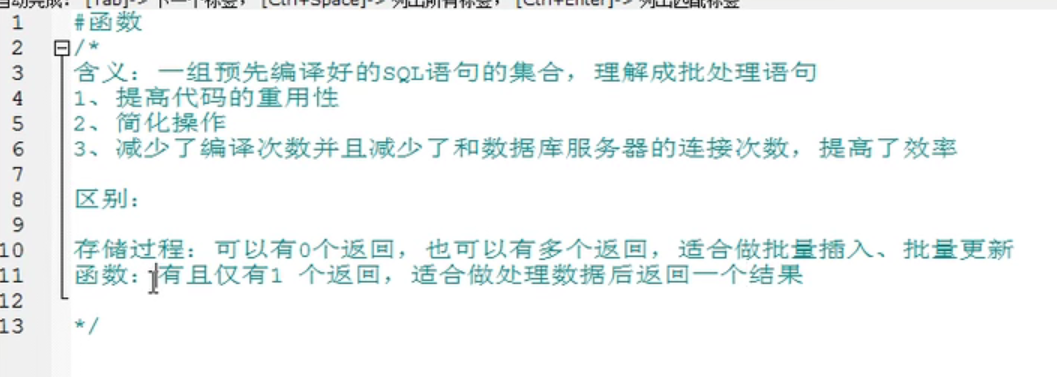 自动完成: [Tab]-> 下一个标签, [Ctrl+Space]-> 列出所有标签, [Ctrl+Enter]-> 列出匹配标签
1 #函数
2 /*
3 含义：一组预先编译好的SQL语句的集合，理解成批处理语句
4 1、提高代码的重用性
5 2、简化操作
6 3、减少了编译次数并且减少了和数据库服务器的连接次数，提高了效率
7
8 区别：
9
10 存储过程：可以有0个返回，也可以有多个返回，适合做批量插入、批量更新
11 函数：有且仅有1 个返回，适合做处理数据后返回一个结果
12
13 */